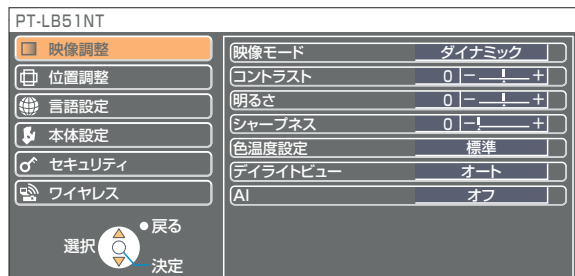 PT-LB51NT
映像調整
位置調整
言語設定
本体設定
セキュリティ
ワイヤレス
戻る
選択
決定
映像モード ダイナミック
コントラスト 0 − +
明るさ 0 − +
シャープネス 0 − +
色温度設定 標準
デイライトビュー オート
AI オフ